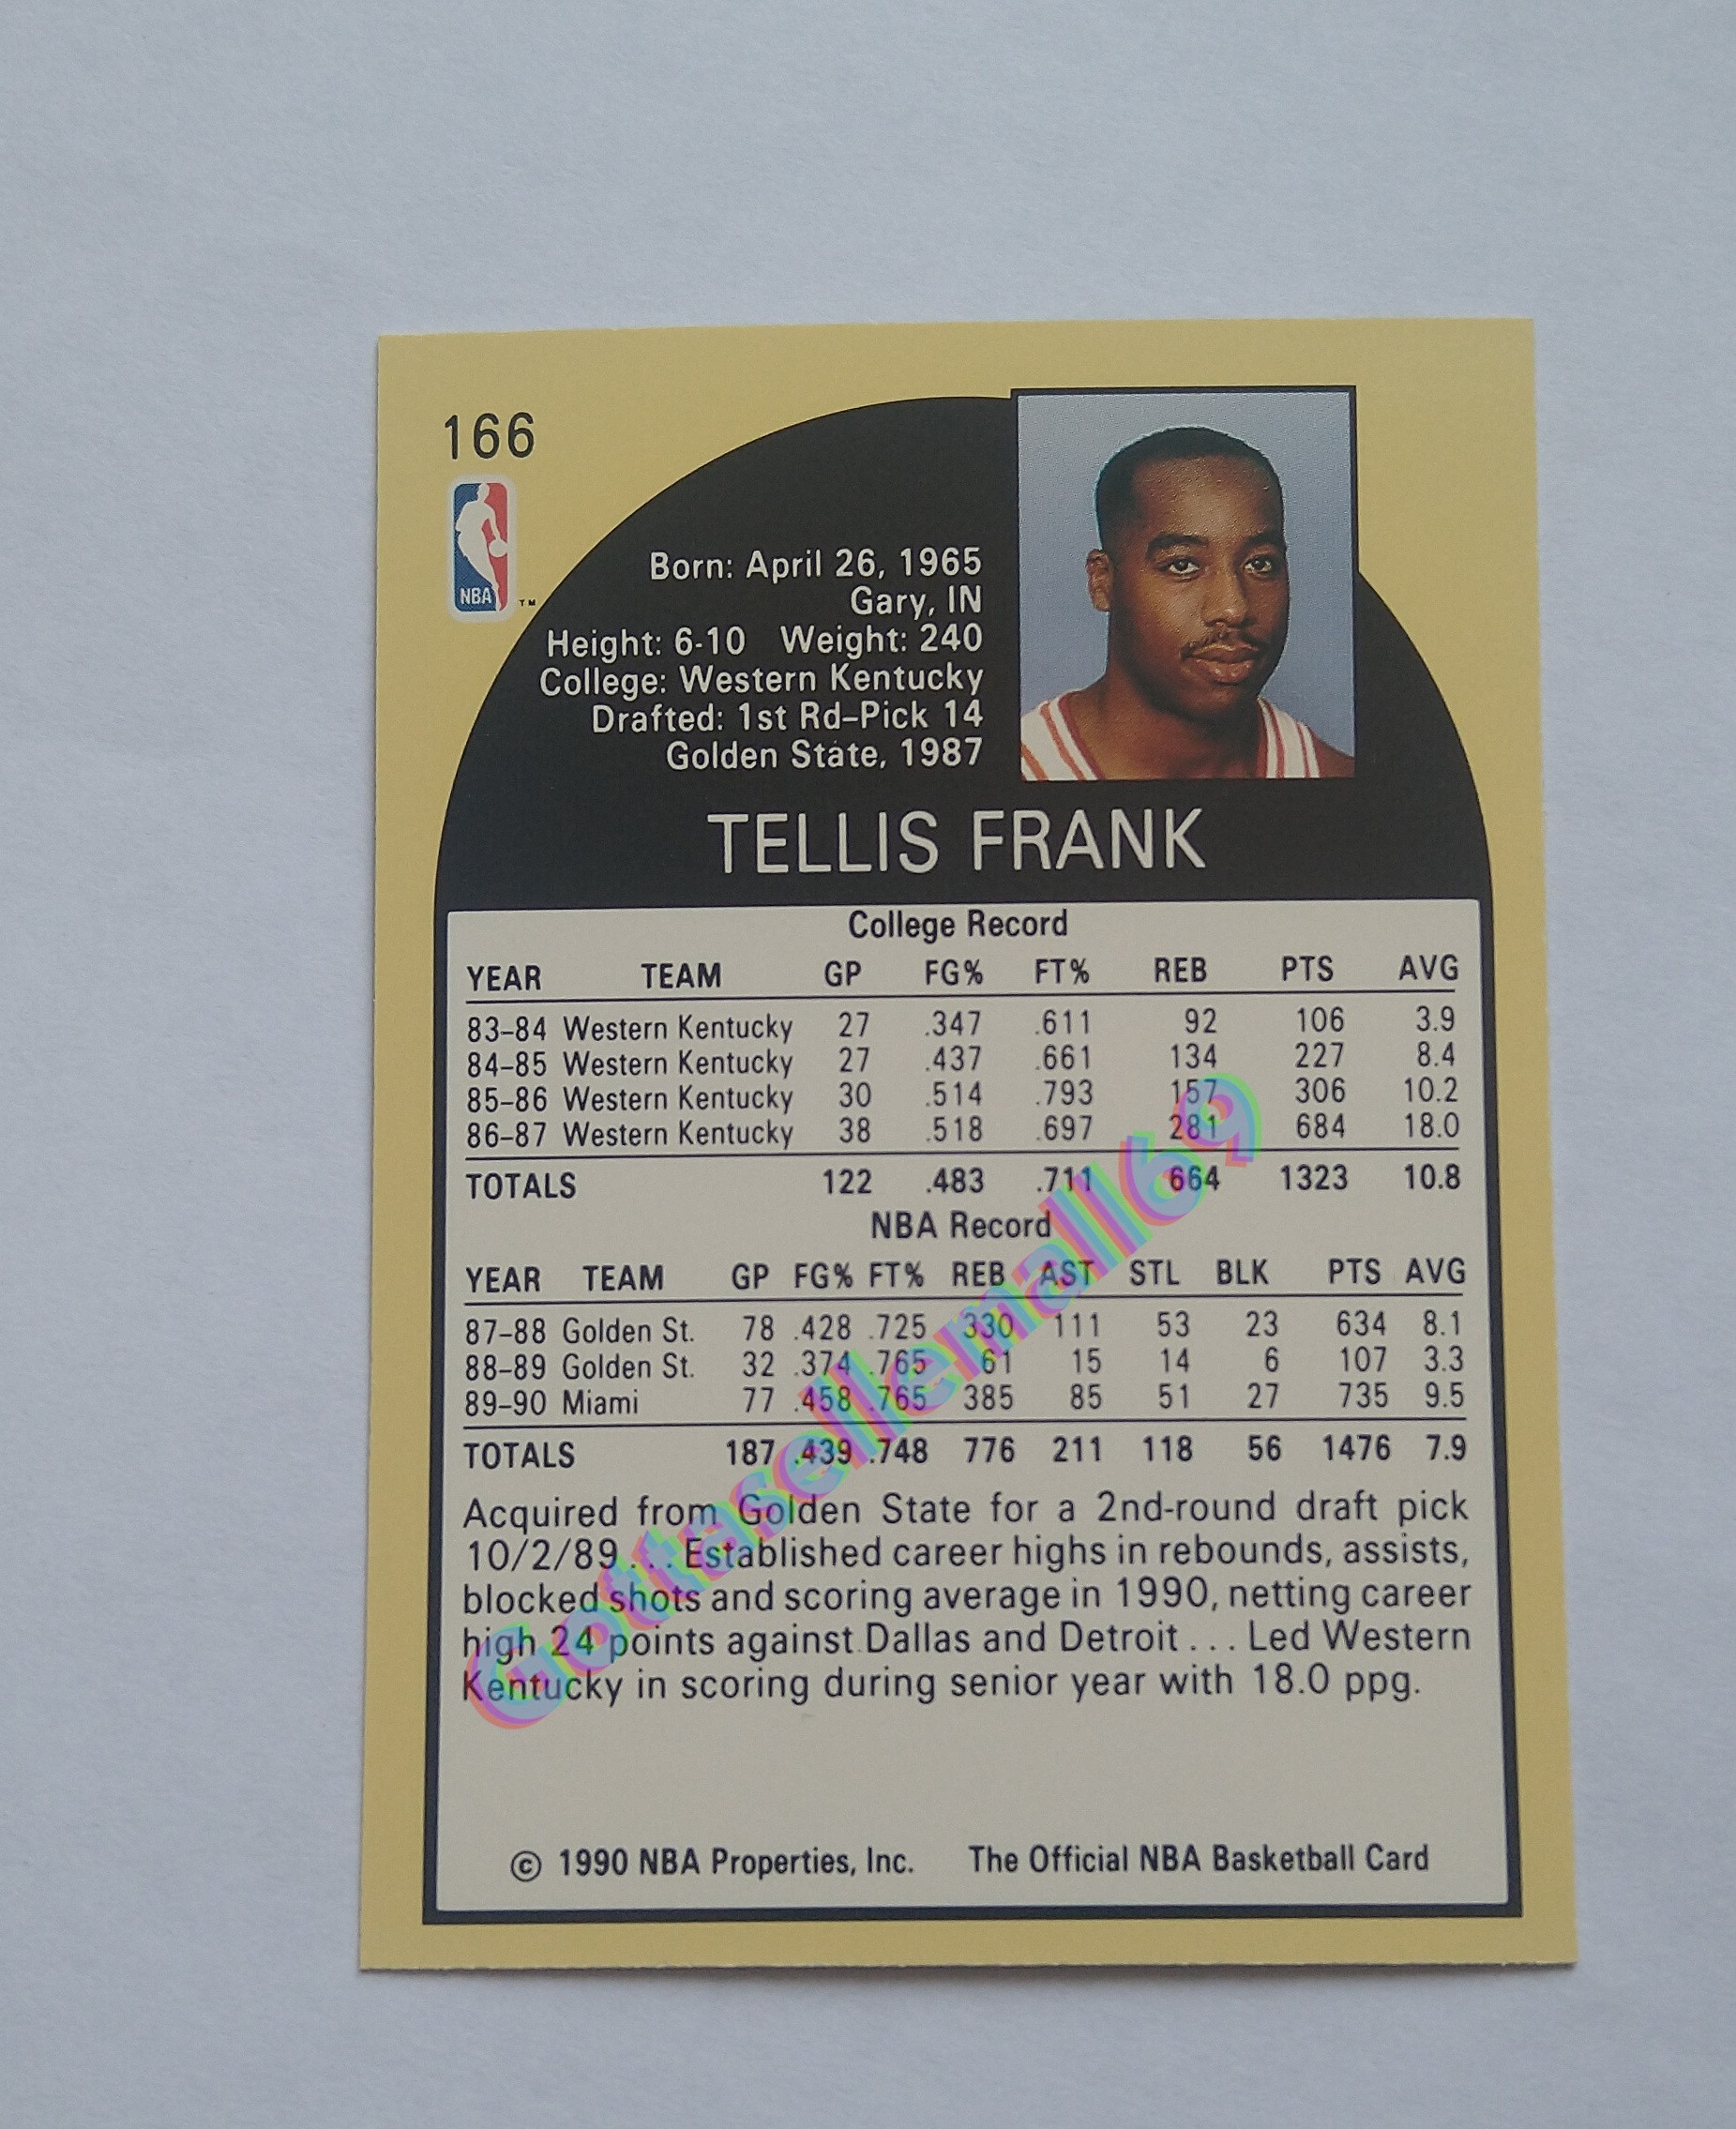 166
NBA
TM
Born: April 26, 1965
Gary, IN
Height: 6-10 Weight: 240
College: Western Kentucky
Drafted: 1st Rd–Pick 14
Golden State, 1987
TELLIS FRANK
College Record
YEAR TEAM GP FG% FT% REB PTS AVG
83–84 Western Kentucky 27 .347 .611 92 106 3.9
84–85 Western Kentucky 27 .437 .661 134 227 8.4
85–86 Western Kentucky 30 .514 .793 157 306 10.2
86–87 Western Kentucky 38 .518 .697 281 684 18.0
TOTALS 122 .483 .711 664 1323 10.8
NBA Record
YEAR TEAM GP FG% FT% REB AST STL BLK PTS AVG
87–88 Golden St. 78 .428 .725 330 111 53 23 634 8.1
88–89 Golden St. 32 .374 .765 61 15 14 6 107 3.3
89–90 Miami 77 .458 .765 385 85 51 27 735 9.5
TOTALS 187 .439 .748 776 211 118 56 1476 7.9
Acquired from Golden State for a 2nd-round draft pick
10/2/89 . . . Established career highs in rebounds, assists,
blocked shots and scoring average in 1990, netting career
high 24 points against Dallas and Detroit . . . Led Western
Kentucky in scoring during senior year with 18.0 ppg.
© 1990 NBA Properties, Inc. The Official NBA Basketball Card
Gottasellemall69